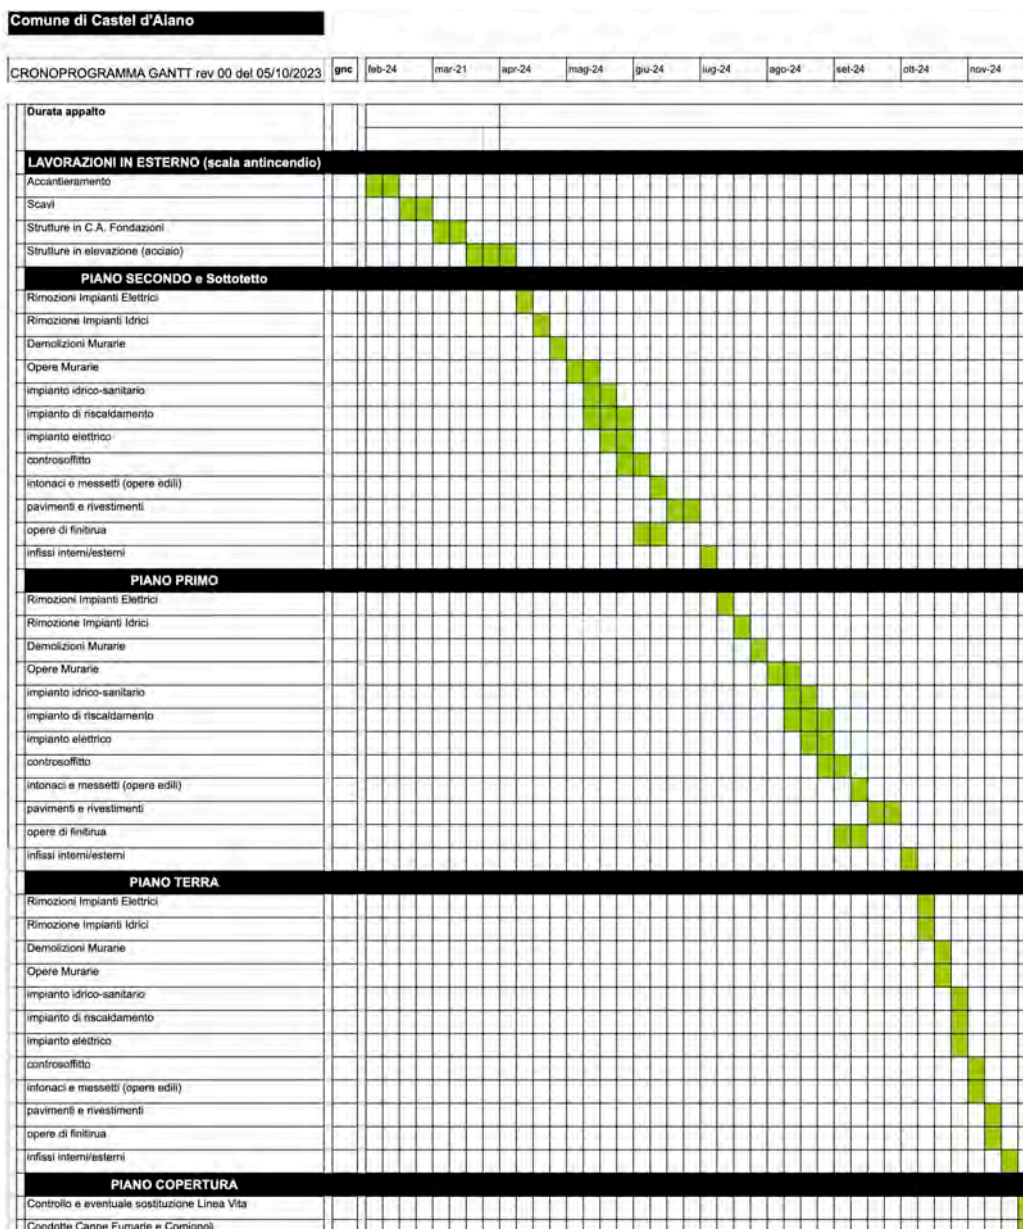 Comune di Castel d'Aiano
CRONOPROGRAMMA GANTT rev 00 del 05/10/2023 gnc feb-24 mar-21 apr-24 mag-24 giu-24 lug-24 ago-24 set-24 ott-24 nov-24
Durata appalto
LAVORAZIONI IN ESTERNO (scala antincendio)
Accantieramento
Scavi
Strutture in C.A. Fondazioni
Strutture in elevazione (acciaio)
PIANO SECONDO e Sottotetto
Rimozioni Impianti Elettrici
Rimozione Impianti Idrici
Demolizioni Murarie
Opere Murarie
impianto idrico-sanitario
impianto di riscaldamento
impianto elettrico
controsoffitto
intonaci e messetti (opere edili)
pavimenti e rivestimenti
opere di finitirua
infissi interni/esterni
PIANO PRIMO
Rimozioni Impianti Elettrici
Rimozione Impianti Idrici
Demolizioni Murarie
Opere Murarie
impianto idrico-sanitario
impianto di riscaldamento
impianto elettrico
controsoffitto
intonaci e messetti (opere edili)
pavimenti e rivestimenti
opere di finitirua
infissi interni/esterni
PIANO TERRA
Rimozioni Impianti Elettrici
Rimozione Impianti Idrici
Demolizioni Murarie
Opere Murarie
impianto idrico-sanitario
impianto di riscaldamento
impianto elettrico
controsoffitto
intonaci e messetti (opere edili)
pavimenti e rivestimenti
opere di finitirua
infissi interni/esterni
PIANO COPERTURA
Controllo e eventuale sostituzione Linea Vita
Condotte Canne Fumarie e Comignoli